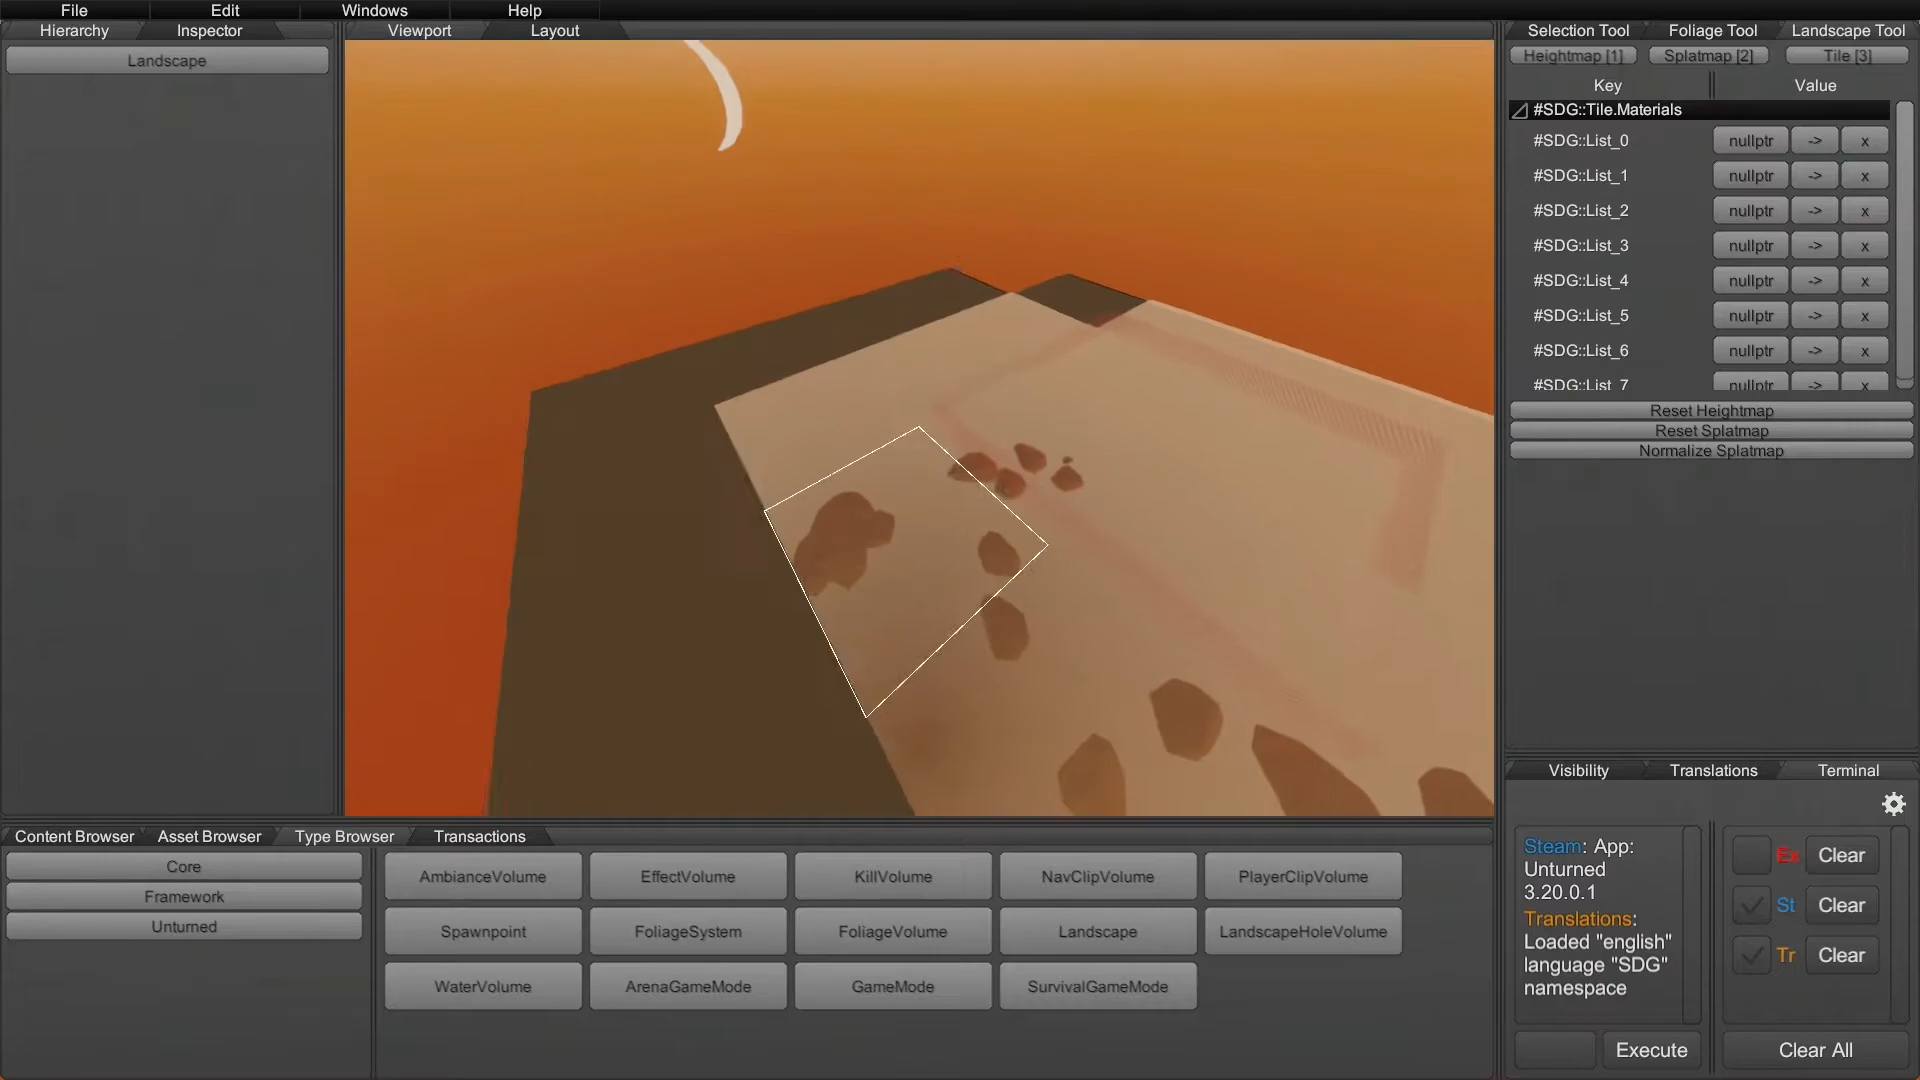 File Edit Windows Help
Hierarchy Inspector Viewport Layout Selection Tool Foliage Tool Landscape Tool
Landscape
Heightmap [1] Splatmap [2] Tile [3]
Key Value
#SDG::Tile.Materials
#SDG::List_0 nullptr -> x
#SDG::List_1 nullptr -> x
#SDG::List_2 nullptr -> x
#SDG::List_3 nullptr -> x
#SDG::List_4 nullptr -> x
#SDG::List_5 nullptr -> x
#SDG::List_6 nullptr -> x
#SDG::List_7 nullptr -> x
Reset Heightmap
Reset Splatmap
Normalize Splatmap
Content Browser Asset Browser Type Browser Transactions
Core
Framework
Unturned
AmbianceVolume EffectVolume KillVolume NavClipVolume PlayerClipVolume
Spawnpoint FoliageSystem FoliageVolume Landscape LandscapeHoleVolume
WaterVolume ArenaGameMode GameMode SurvivalGameMode
Visibility Translations Terminal
Steam: App:
Unturned
3.20.0.1
Translations:
Loaded "english"
language "SDG"
namespace
Ex Clear
St Clear
Tr Clear
Execute Clear All